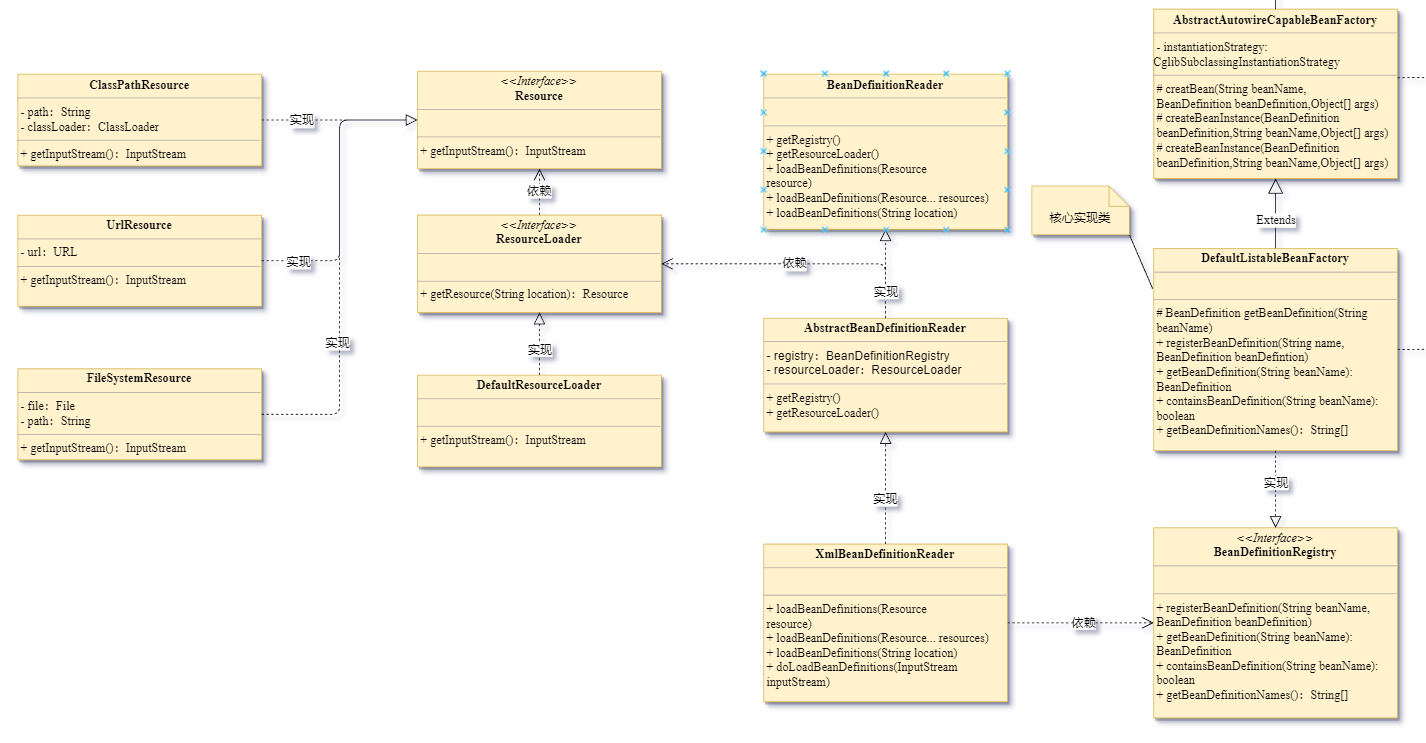 ClassPathResource
- path：String
- classLoader：ClassLoader
+ getInputStream()：InputStream
实现
<<Interface>>
Resource
+ getInputStream()：InputStream
依赖
UrlResource
- url：URL
+ getInputStream()：InputStream
实现
<<Interface>>
ResourceLoader
+ getResource(String location)：Resource
实现
实现
FileSystemResource
- file：File
- path：String
+ getInputStream()：InputStream
DefaultResourceLoader
+ getInputStream()：InputStream
BeanDefinitionReader
+ getRegistry()
+ getResourceLoader()
+ loadBeanDefinitions(Resource
resource)
+ loadBeanDefinitions(Resource... resources)
+ loadBeanDefinitions(String location)
依赖
实现
AbstractBeanDefinitionReader
- registry：BeanDefinitionRegistry
- resourceLoader：ResourceLoader
+ getRegistry()
+ getResourceLoader()
实现
XmlBeanDefinitionReader
+ loadBeanDefinitions(Resource
resource)
+ loadBeanDefinitions(Resource... resources)
+ loadBeanDefinitions(String location)
+ doLoadBeanDefinitions(InputStream
inputStream)
依赖
AbstractAutowireCapableBeanFactory
- instantiationStrategy:
CglibSubclassingInstantiationStrategy
# creatBean(String beanName,
BeanDefinition beanDefinition,Object[] args)
# createBeanInstance(BeanDefinition
beanDefinition,String beanName,Object[] args)
# createBeanInstance(BeanDefinition
beanDefinition,String beanName,Object[] args)
核心实现类
Extends
DefaultListableBeanFactory
# BeanDefinition getBeanDefinition(String
beanName)
+ registerBeanDefinition(String name,
BeanDefinition beanDefintion)
+ getBeanDefinition(String beanName):
BeanDefinition
+ containsBeanDefinition(String beanName):
boolean
+ getBeanDefinitionNames()：String[]
实现
<<Interface>>
BeanDefinitionRegistry
+ registerBeanDefinition(String beanName,
BeanDefinition beanDefinition)
+ getBeanDefinition(String beanName):
BeanDefinition
+ containsBeanDefinition(String beanName):
boolean
+ getBeanDefinitionNames()：String[]